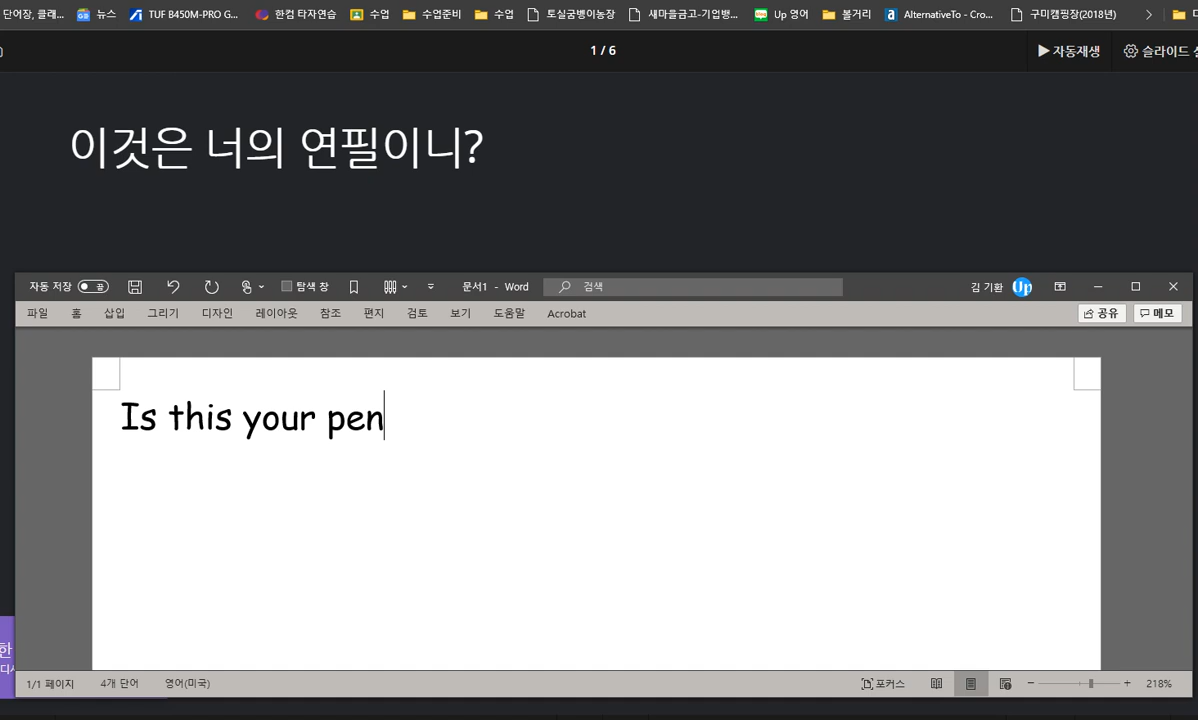 단어장, 클래... 뉴스 TUF B450M-PRO G... 한컴 타자연습 수업 수업준비 수업 토실굼벵이농장 새마을금고-기업뱅... Up 영어 볼거리 AlternativeTo - Cro... 구미캠핑장(2018년)
1 / 6 자동재생 슬라이드
이것은 너의 연필이니?
자동 저장 끔 탐색 창 문서1 - Word 검색 김 기환 Up
파일 홈 삽입 그리기 디자인 레이아웃 참조 편지 검토 보기 도움말 Acrobat 공유 메모
Is this your pen
한
디스
1/1 페이지 4개 단어 영어(미국) 포커스 218%